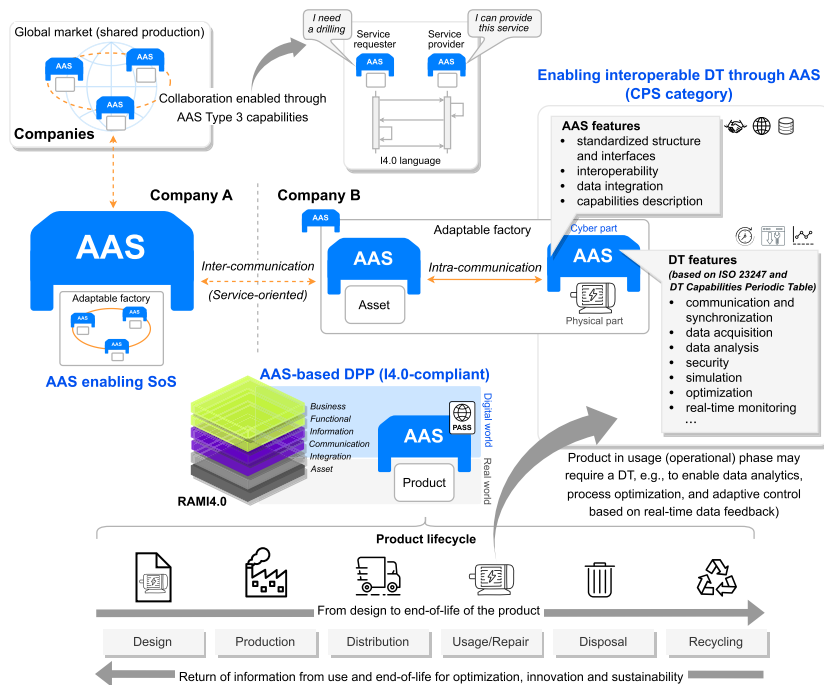 Global market (shared production)
AAS
AAS
AAS
Companies
Collaboration enabled through
AAS Type 3 capabilities
I need
a drilling
I can provide
this service
Service
requester
Service
provider
AAS
AAS
I4.0 language
Enabling interoperable DT through AAS
(CPS category)
AAS features
• standardized structure
and interfaces
• interoperability
• data integration
• capabilities description
Company A
Company B
AAS
Adaptable factory
AAS
AAS
AAS
AAS enabling SoS
Inter-communication
(Service-oriented)
AAS
Adaptable factory
AAS
Asset
Intra-communication
Cyber part
AAS
Physical part
DT features
(based on ISO 23247 and
DT Capabilities Periodic Table)
• communication and
synchronization
• data acquisition
• data analysis
• security
• simulation
• optimization
• real-time monitoring
...
AAS-based DPP (I4.0-compliant)
Business
Functional
Information
Communication
Integration
Asset
RAMI4.0
AAS
PASS
Product
Digital world
Real world
Product in usage (operational) phase may
require a DT, e.g., to enable data analytics,
process optimization, and adaptive control
based on real-time data feedback)
Product lifecycle
From design to end-of-life of the product
Design
Production
Distribution
Usage/Repair
Disposal
Recycling
Return of information from use and end-of-life for optimization, innovation and sustainability